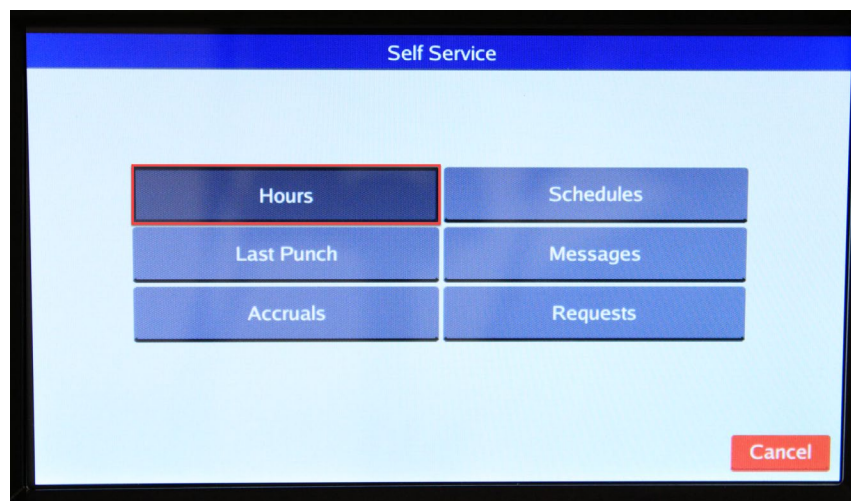 Self Service
Hours
Schedules
Last Punch
Messages
Accruals
Requests
Cancel